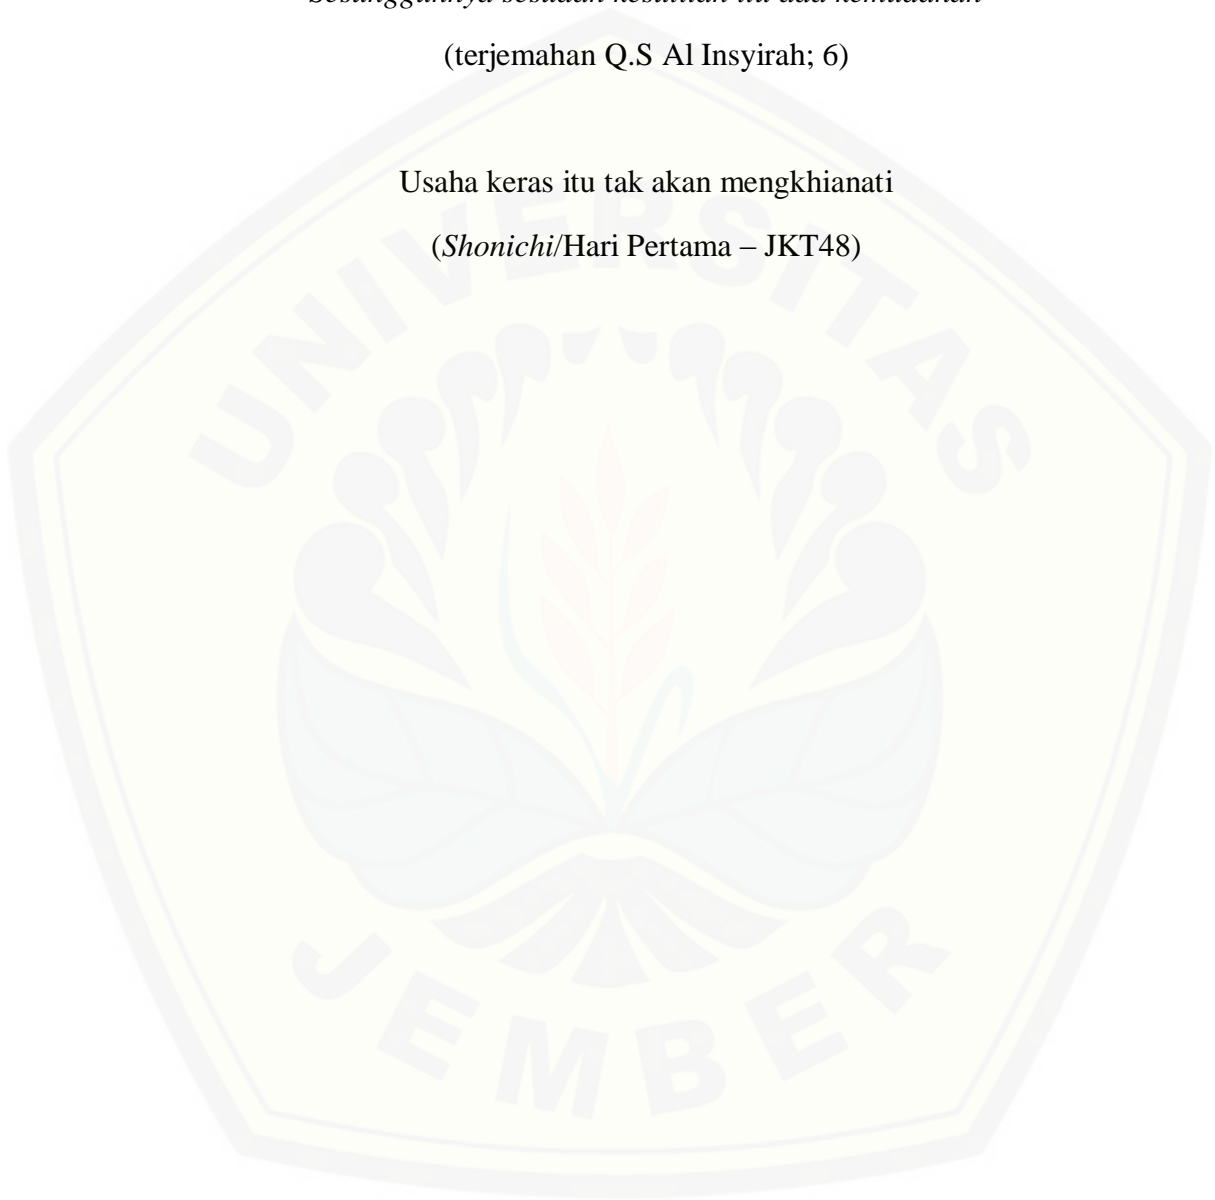 Sesungguhnya sesudah kesulitan itu ada kemudahan
(terjemahan Q.S Al Insyirah; 6)
Usaha keras itu tak akan mengkhianati
(Shonichi/Hari Pertama – JKT48)
UNIVERSITAS
JEMBER